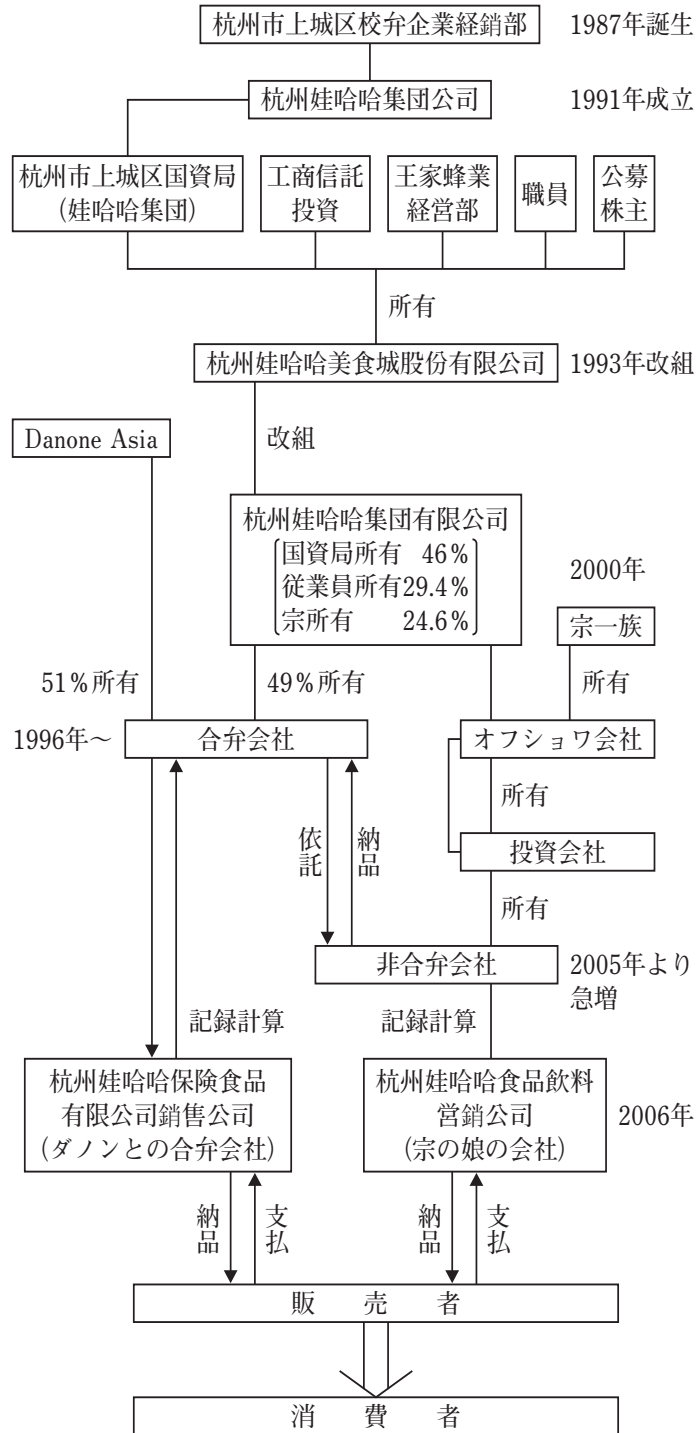 杭州市上城区校弁企業経銷部
1987年誕生
杭州娃哈哈集団公司
1991年成立
杭州市上城区国資局
(娃哈哈集団)
工商信託
投資
王家蜂業
経営部
職員
公募
株主
所有
杭州娃哈哈美食城股份有限公司
1993年改組
Danone Asia
改組
杭州娃哈哈集団有限公司
国資局所有 46%
従業員所有29.4%
宗所有 24.6%
2000年
宗一族
51%所有
49%所有
所有
1996年〜
合弁会社
オフショワ会社
所有
依託
納品
投資会社
所有
非合弁会社
2005年より
急増
記録計算
記録計算
杭州娃哈哈保険食品
有限公司銷售公司
(ダノンとの合弁会社)
杭州娃哈哈食品飲料
営銷公司
(宗の娘の会社)
2006年
納品
支払
納品
支払
販売者
消費者